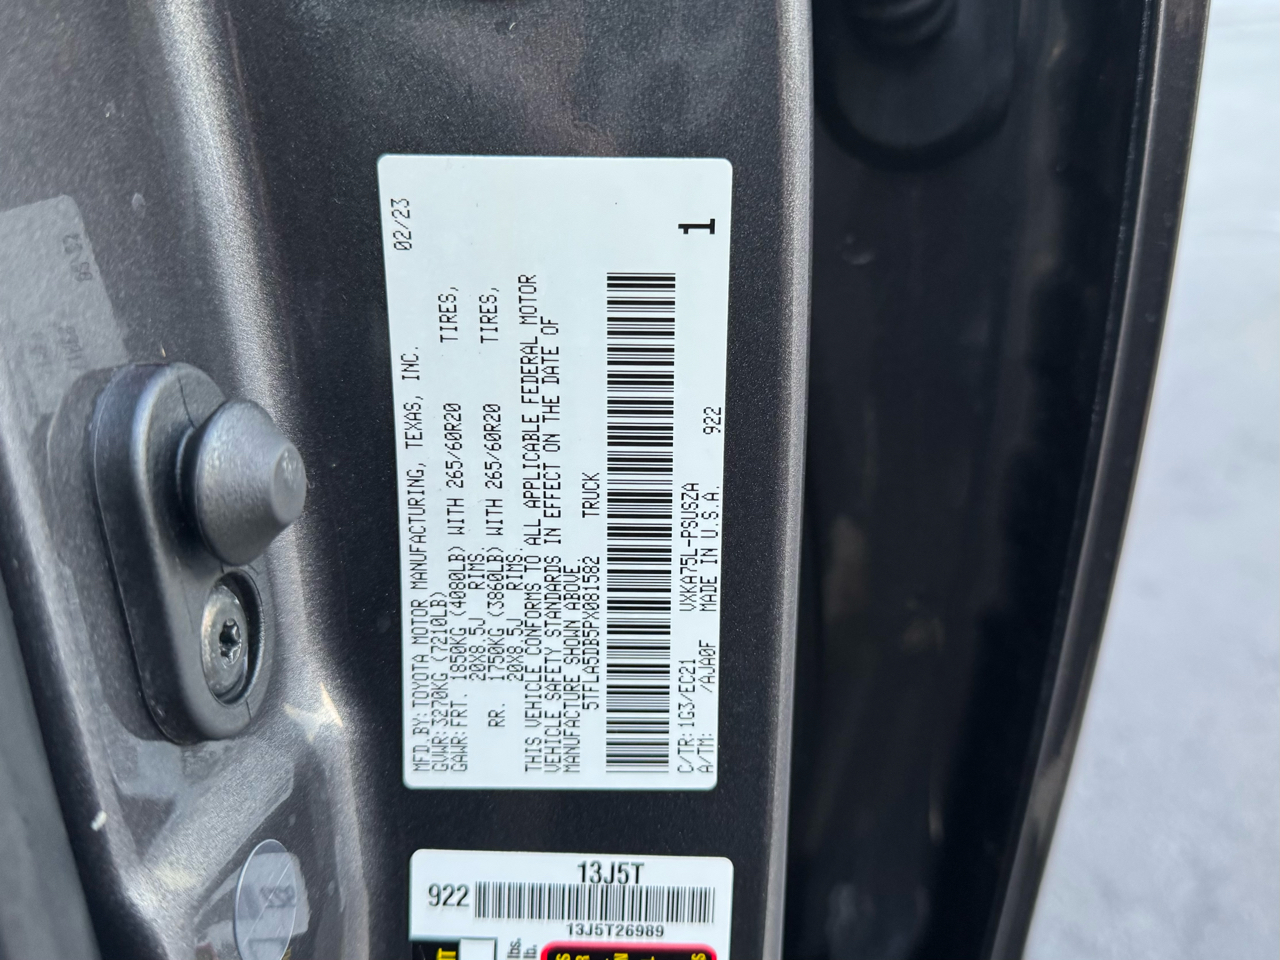 MFD.BY:TOYOTA MOTOR MANUFACTURING, TEXAS, INC. 02/23
GVWR:3270KG (7210LB)
GAWR:FRT. 1850KG (4080LB) WITH 265/60R20 TIRES,
20X8.5J RIMS.
RR. 1750KG (3860LB) WITH 265/60R20 TIRES,
20X8.5J RIMS.
THIS VEHICLE CONFORMS TO ALL APPLICABLE FEDERAL MOTOR
VEHICLE SAFETY STANDARDS IN EFFECT ON THE DATE OF
MANUFACTURE SHOWN ABOVE.
5TFLA5DB5PX081582 TRUCK
1
C/TR:1G3/EC21 VXKA75L-PSUSZA
A/TM: /AJA0F MADE IN U.S.A. 922
13J5T
922
13J5T26989
lbs.
lb.